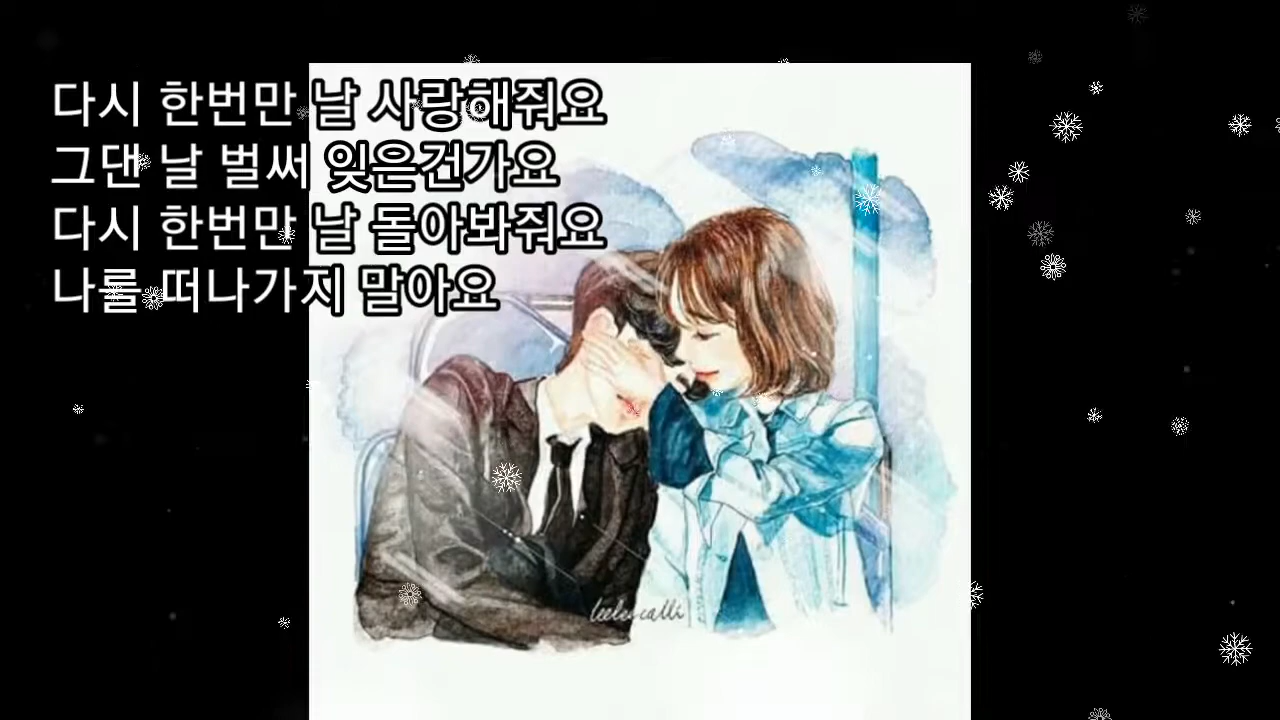 다시 한번만 날 사랑해줘요
그댄 날 벌써 잊은건가요
다시 한번만 날 돌아봐줘요
나를 떠나가지 말아요